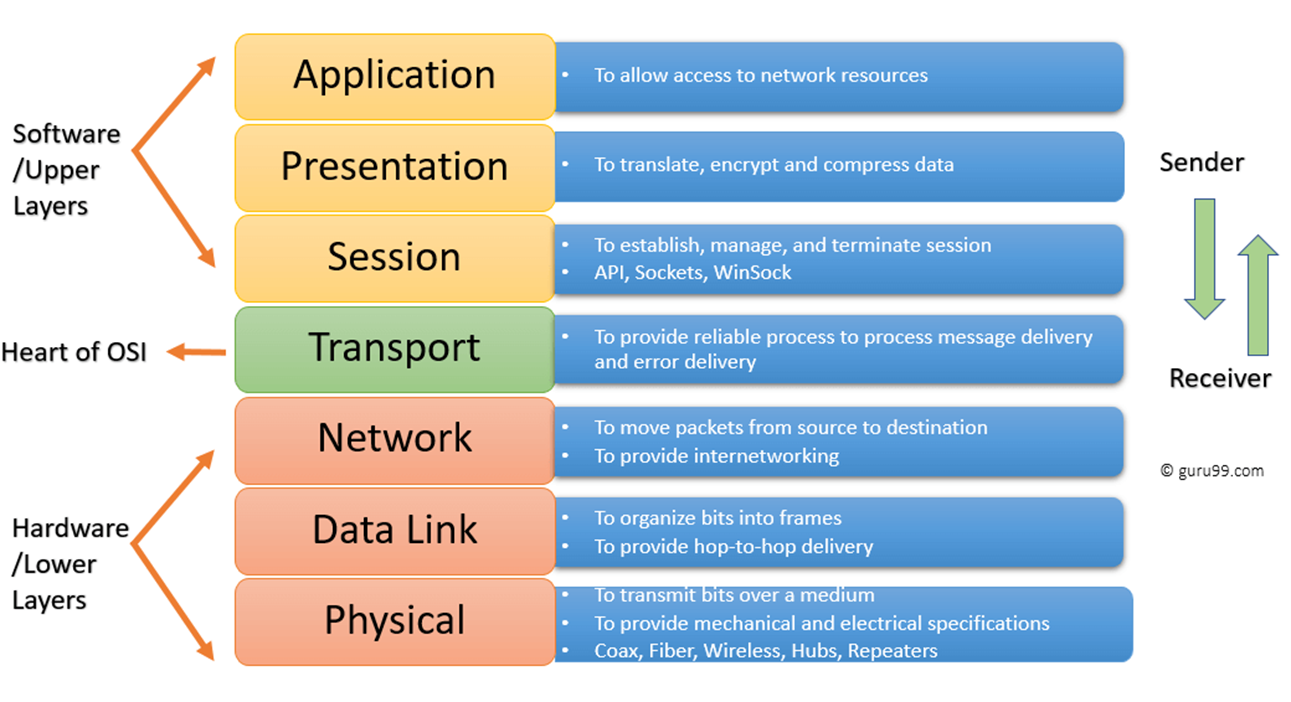 Application
• To allow access to network resources
Software
/Upper
Layers
Presentation
• To translate, encrypt and compress data
Sender
Session
• To establish, manage, and terminate session
• API, Sockets, WinSock
Heart of OSI
Transport
• To provide reliable process to process message delivery
and error delivery
Receiver
Network
• To move packets from source to destination
• To provide internetworking
© guru99.com
Hardware
/Lower
Layers
Data Link
• To organize bits into frames
• To provide hop-to-hop delivery
Physical
• To transmit bits over a medium
• To provide mechanical and electrical specifications
• Coax, Fiber, Wireless, Hubs, Repeaters